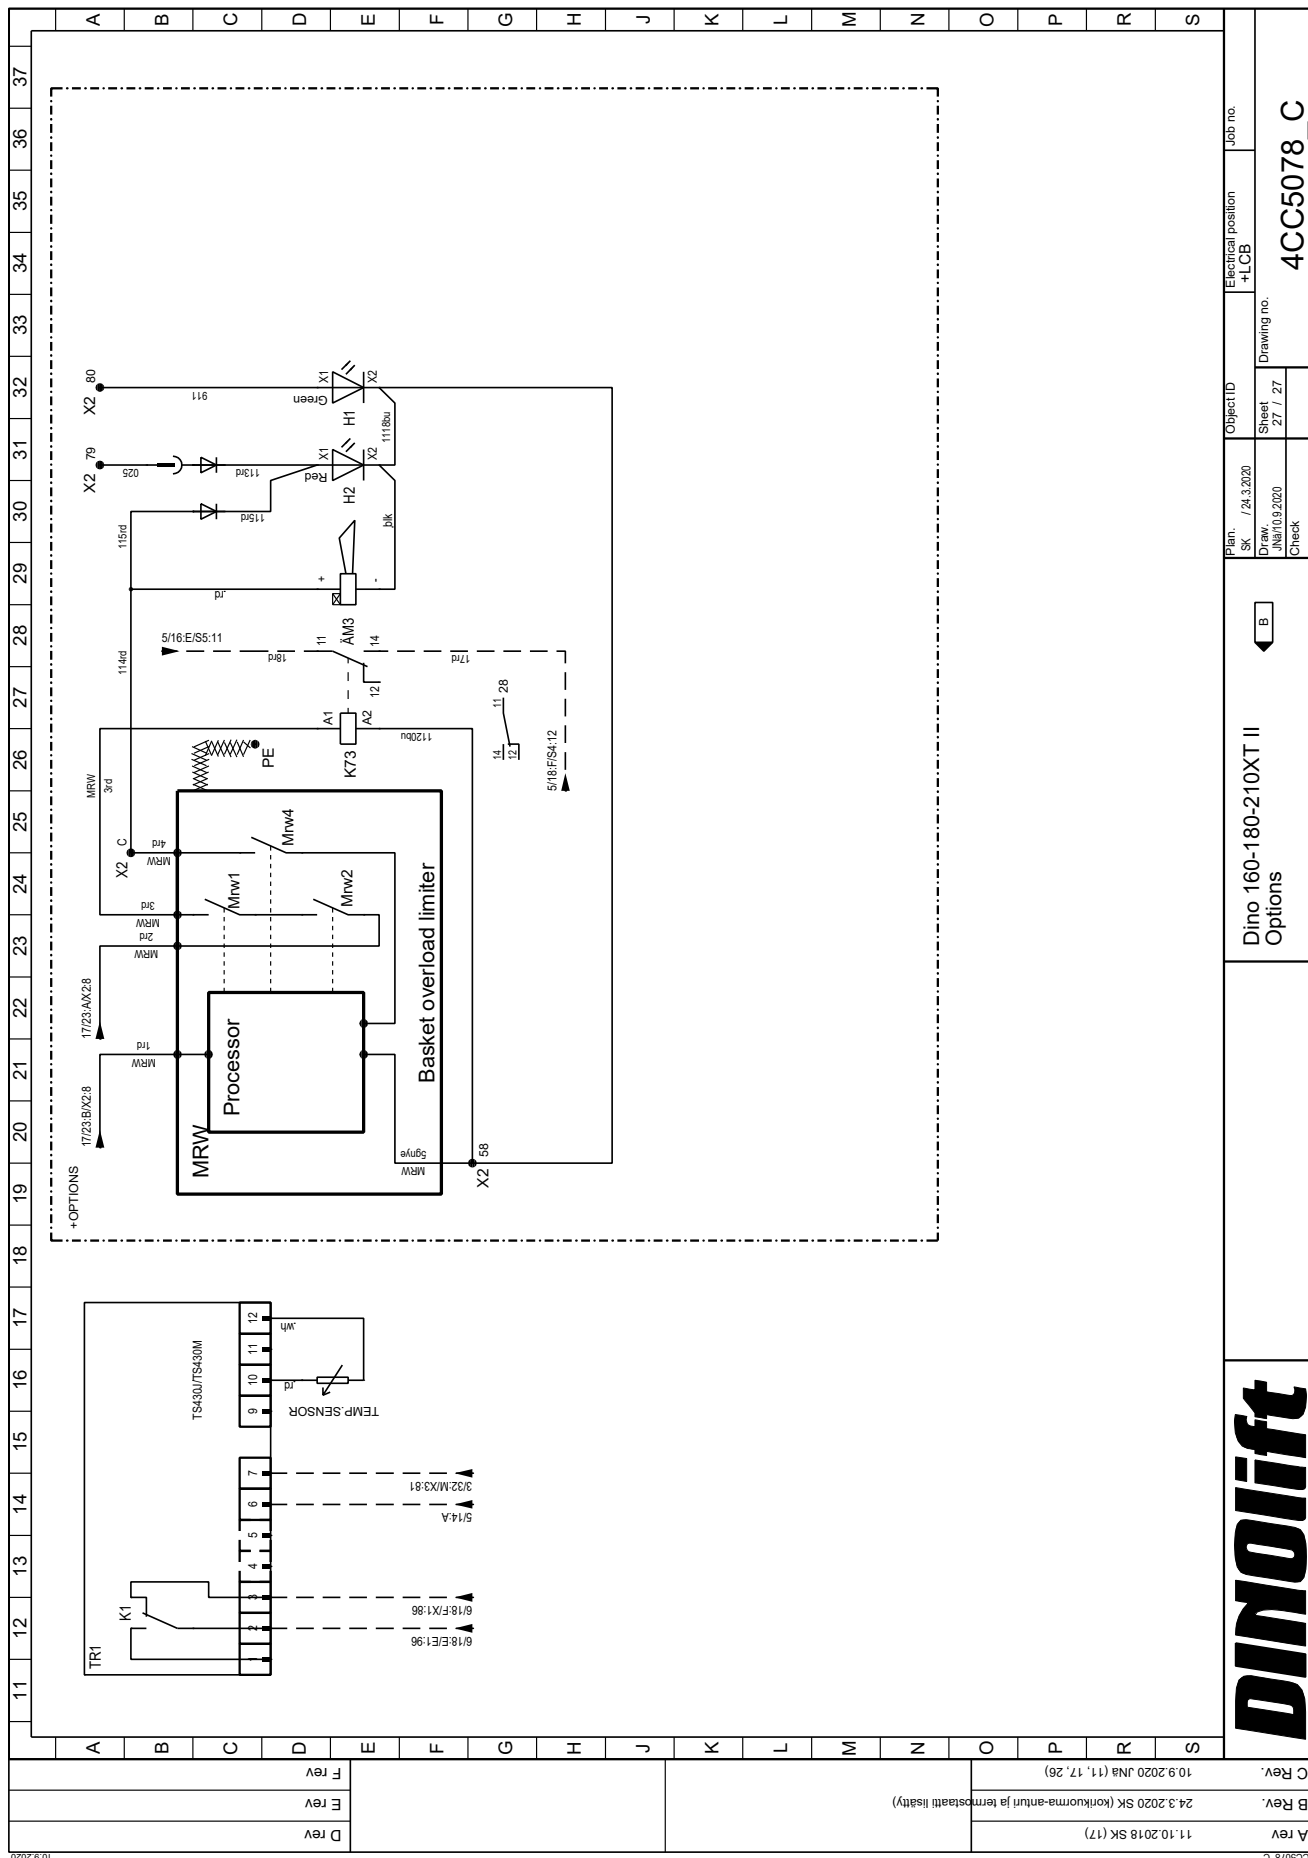 11 12 13 14 15 16 17 18 19 20 21 22 23 24 25 26 27 28 29 30 31 32 33 34 35 36 37
A B C D E F G H J K L M N O P R S
TR1
K1
TS430J/TS430M
1 2 3 4 5 6 7
9 10 11 12
6/18:E/E1:96
6/18:F/X1:86
5/14:A
3/32:M/X3:81
.rd
.wh
TEMP.SENSOR
+OPTIONS
17/23:B/X2:8
17/23:A/X2:8
MRW
1rd
MRW
2rd
MRW
3rd
MRW
4rd
X2 C
MRW
3rd
MRW
Processor
Mrw1
Mrw2
Mrw4
Basket overload limiter
MRW
5gnye
X2 58
PE
K73
A1
A2
1120bu
11
12
14
5/16:E/S5:11
18rd
17rd
5/18:F/S4:12
14
12
11 28
114rd
115rd
115rd
.rd
ÄM3
+
-
.blk
X2 79
025
113rd
Red
X1
X2
H2
1118bu
X2 80
911
Green
X1
X2
H1
A B C D E F G H J K L M N O P R S
Dino 160-180-210XT II
Options
B
Plan.
SK / 24.3.2020
Draw.
JNä/10.9.2020
Check
Object ID
Sheet
27 / 27
Electrical position
+LCB
Job no.
Drawing no.
4CC5078_C
DINOlift
A rev
11.10.2018 SK (17)
B Rev.
24.3.2020 SK (korikuorma-anturi ja termostaatti lisätty)
C Rev.
10.9.2020 JNä (11, 17, 26)
D rev
E rev
F rev
10.9.2020